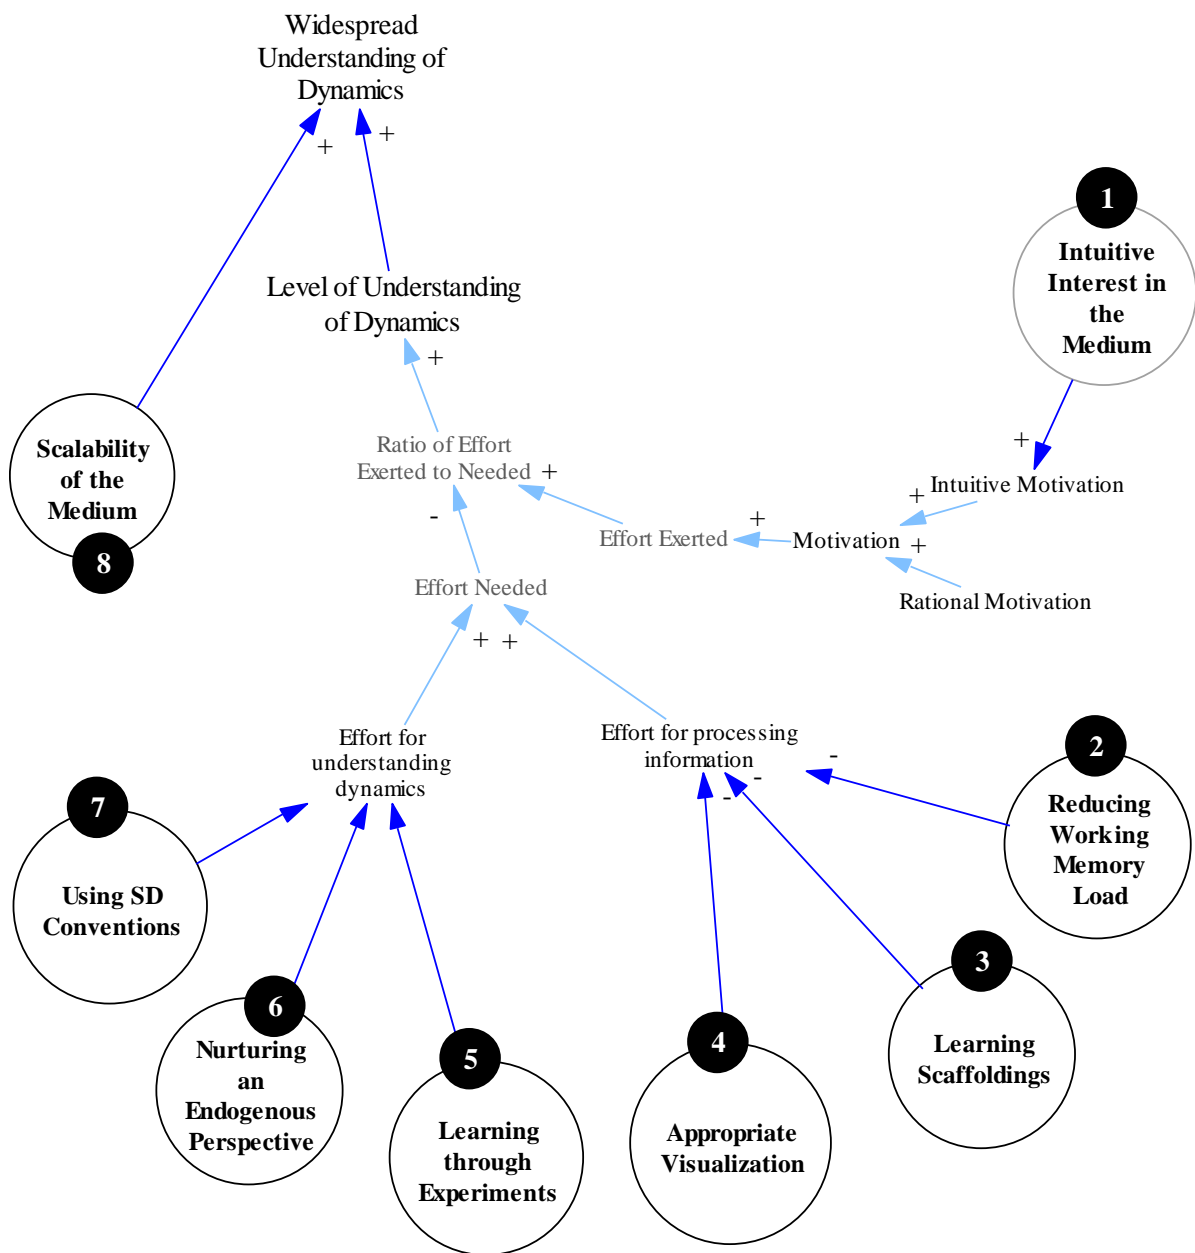 Widespread
Understanding of
Dynamics
+
+
1
Intuitive
Interest in
the
Medium
Level of Understanding
of Dynamics
+
8
Scalability
of the
Medium
Ratio of Effort
Exerted to Needed
+
-
+
Intuitive Motivation
+
Effort Exerted
+
Motivation
+
Rational Motivation
Effort Needed
+
+
Effort for
understanding
dynamics
Effort for processing
information
-
-
-
2
Reducing
Working
Memory
Load
7
Using SD
Conventions
3
Learning
Scaffoldings
6
Nurturing
an
Endogenous
Perspective
5
Learning
through
Experiments
4
Appropriate
Visualization